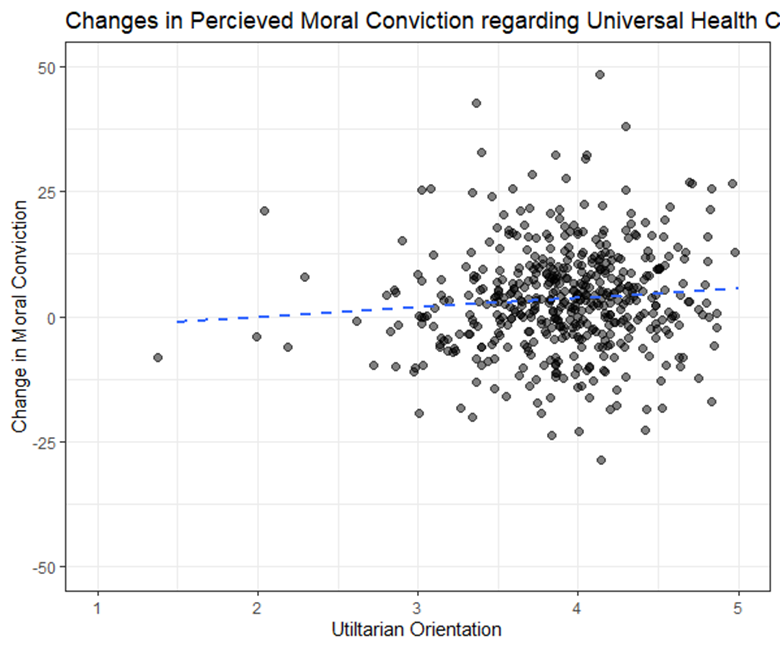 Changes in Percieved Moral Conviction regarding Universal Health C
50
25
0
-25
-50
Change in Moral Conviction
1 2 3 4 5
Utiltarian Orientation